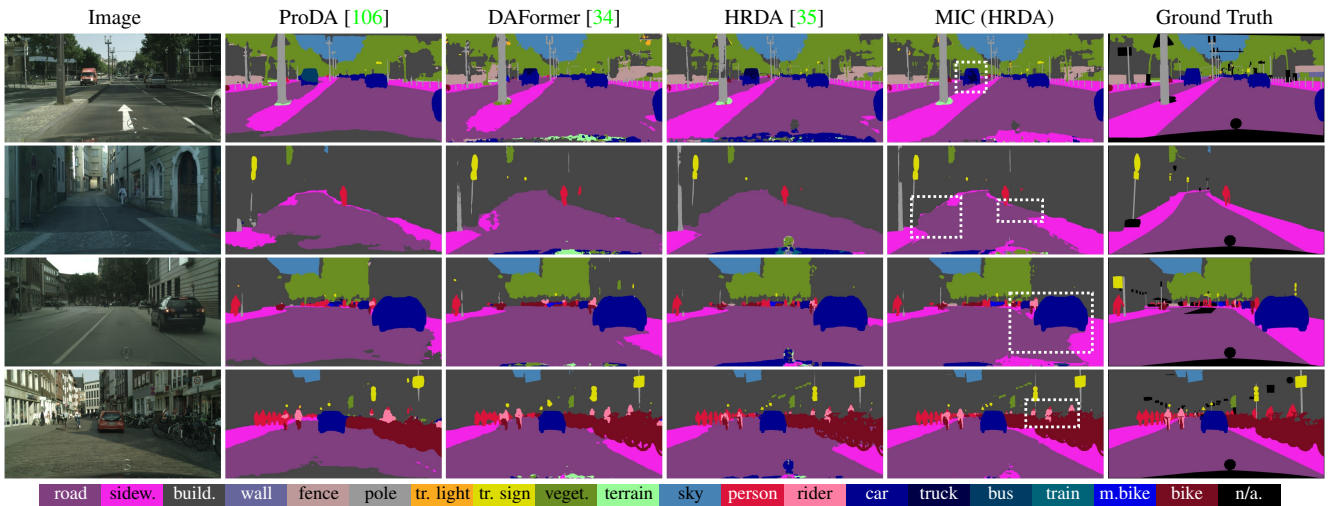 Image ProDA [106] DAFormer [34] HRDA [35] MIC (HRDA) Ground Truth
road sidew. build. wall fence pole tr. light tr. sign veget. terrain sky person rider car truck bus train m.bike bike n/a.